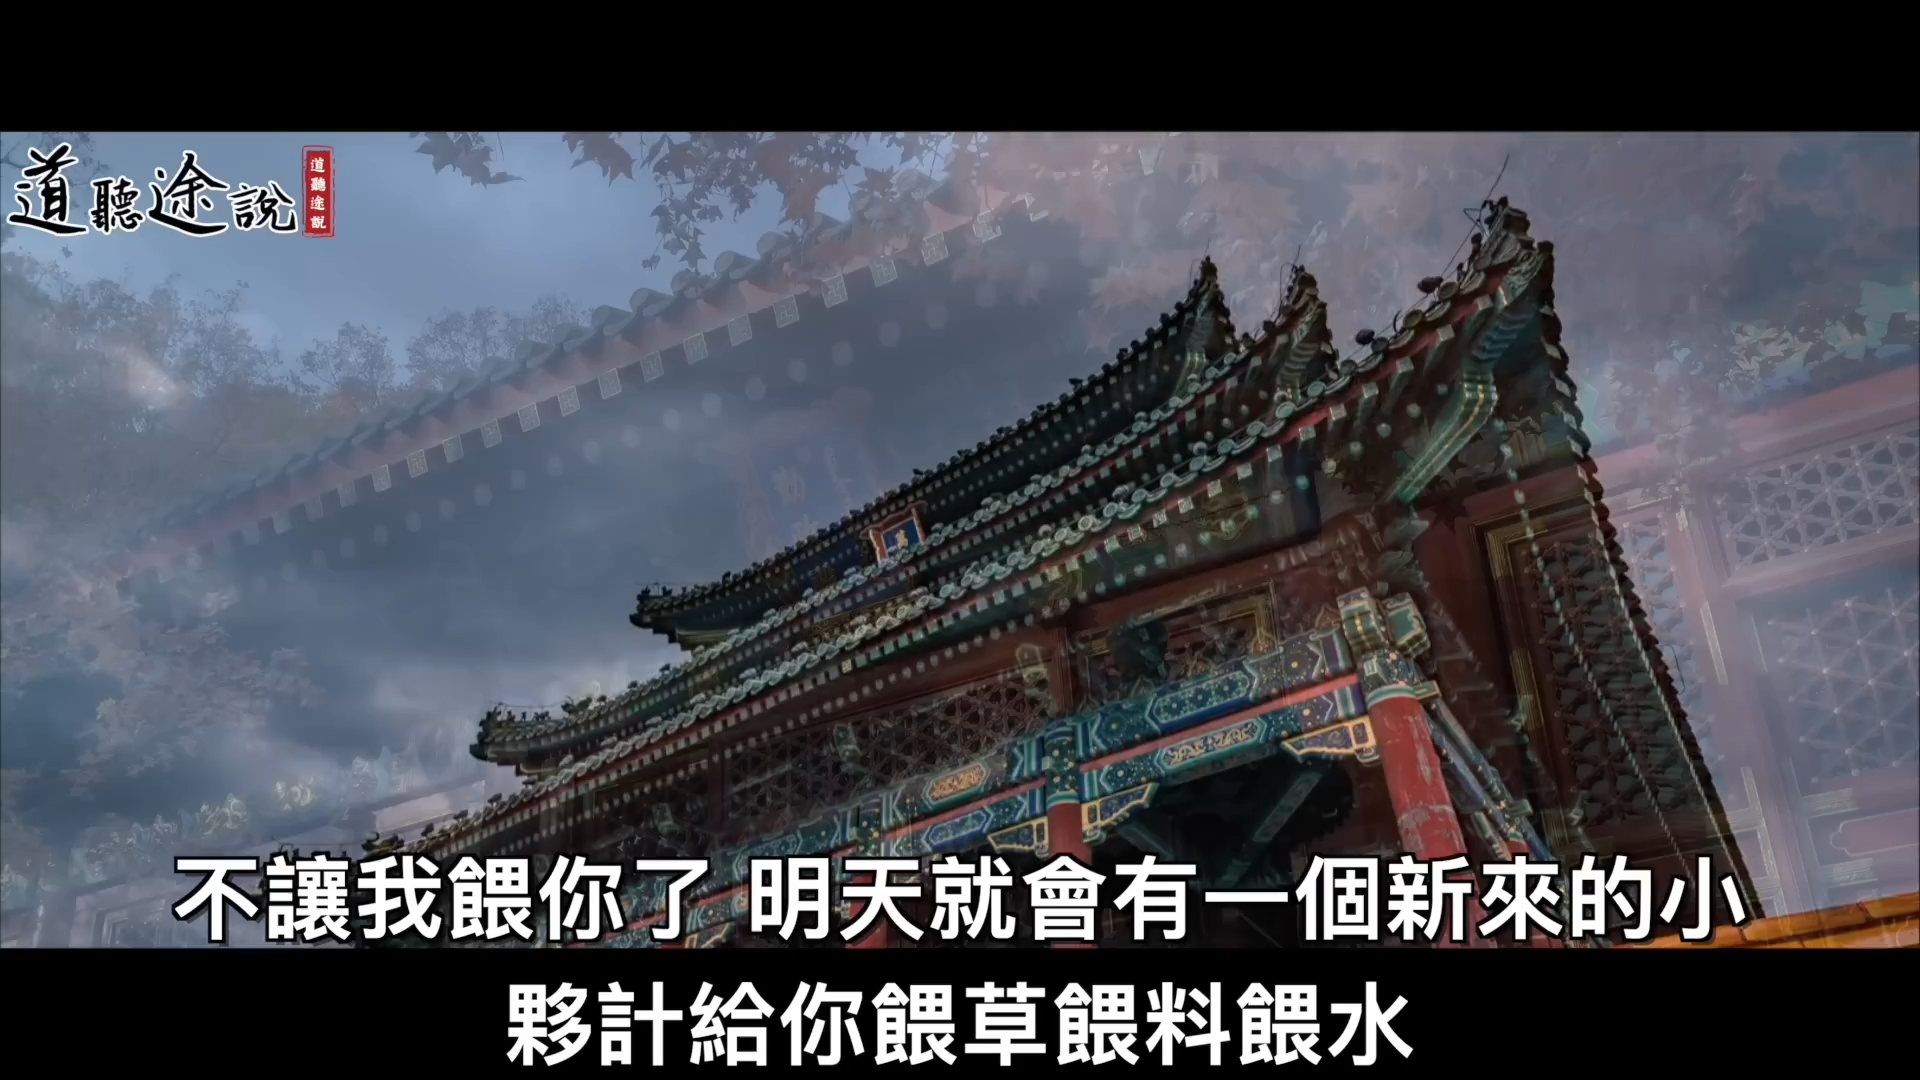 道聽途說
道聽途說
不讓我餵你了 明天就會有一個新來的小
夥計給你餵草餵料餵水